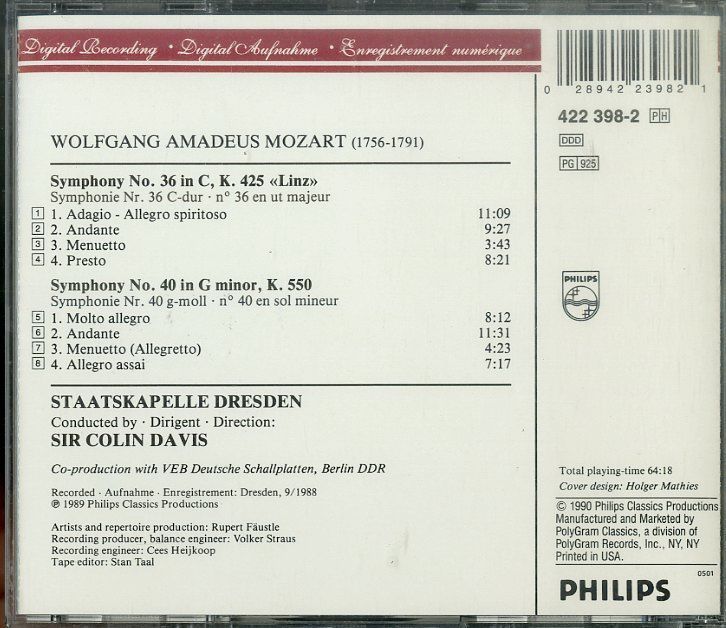 Digital Recording · Digital Aufnahme · Enregistrement numérique
WOLFGANG AMADEUS MOZART (1756-1791)
Symphony No. 36 in C, K. 425 «Linz»
Symphonie Nr. 36 C-dur · n° 36 en ut majeur
1 1. Adagio - Allegro spiritoso 11:09
2 2. Andante 9:27
3 3. Menuetto 3:43
4 4. Presto 8:21
Symphony No. 40 in G minor, K. 550
Symphonie Nr. 40 g-moll · n° 40 en sol mineur
5 1. Molto allegro 8:12
6 2. Andante 11:31
7 3. Menuetto (Allegretto) 4:23
8 4. Allegro assai 7:17
STAATSKAPELLE DRESDEN
Conducted by · Dirigent · Direction:
SIR COLIN DAVIS
Co-production with VEB Deutsche Schallplatten, Berlin DDR
Recorded · Aufnahme · Enregistrement: Dresden, 9/1988
℗ 1989 Philips Classics Productions
Artists and repertoire production: Rupert Fäustle
Recording producer, balance engineer: Volker Straus
Recording engineer: Cees Heijkoop
Tape editor: Stan Taal
0 28942 23982 1
422 398-2 PH
DDD
PG 925
PHILIPS
Total playing-time 64:18
Cover design: Holger Mathies
© 1990 Philips Classics Productions
Manufactured and Marketed by
PolyGram Classics, a division of
PolyGram Records, Inc., NY, NY
Printed in USA.
0501
PHILIPS